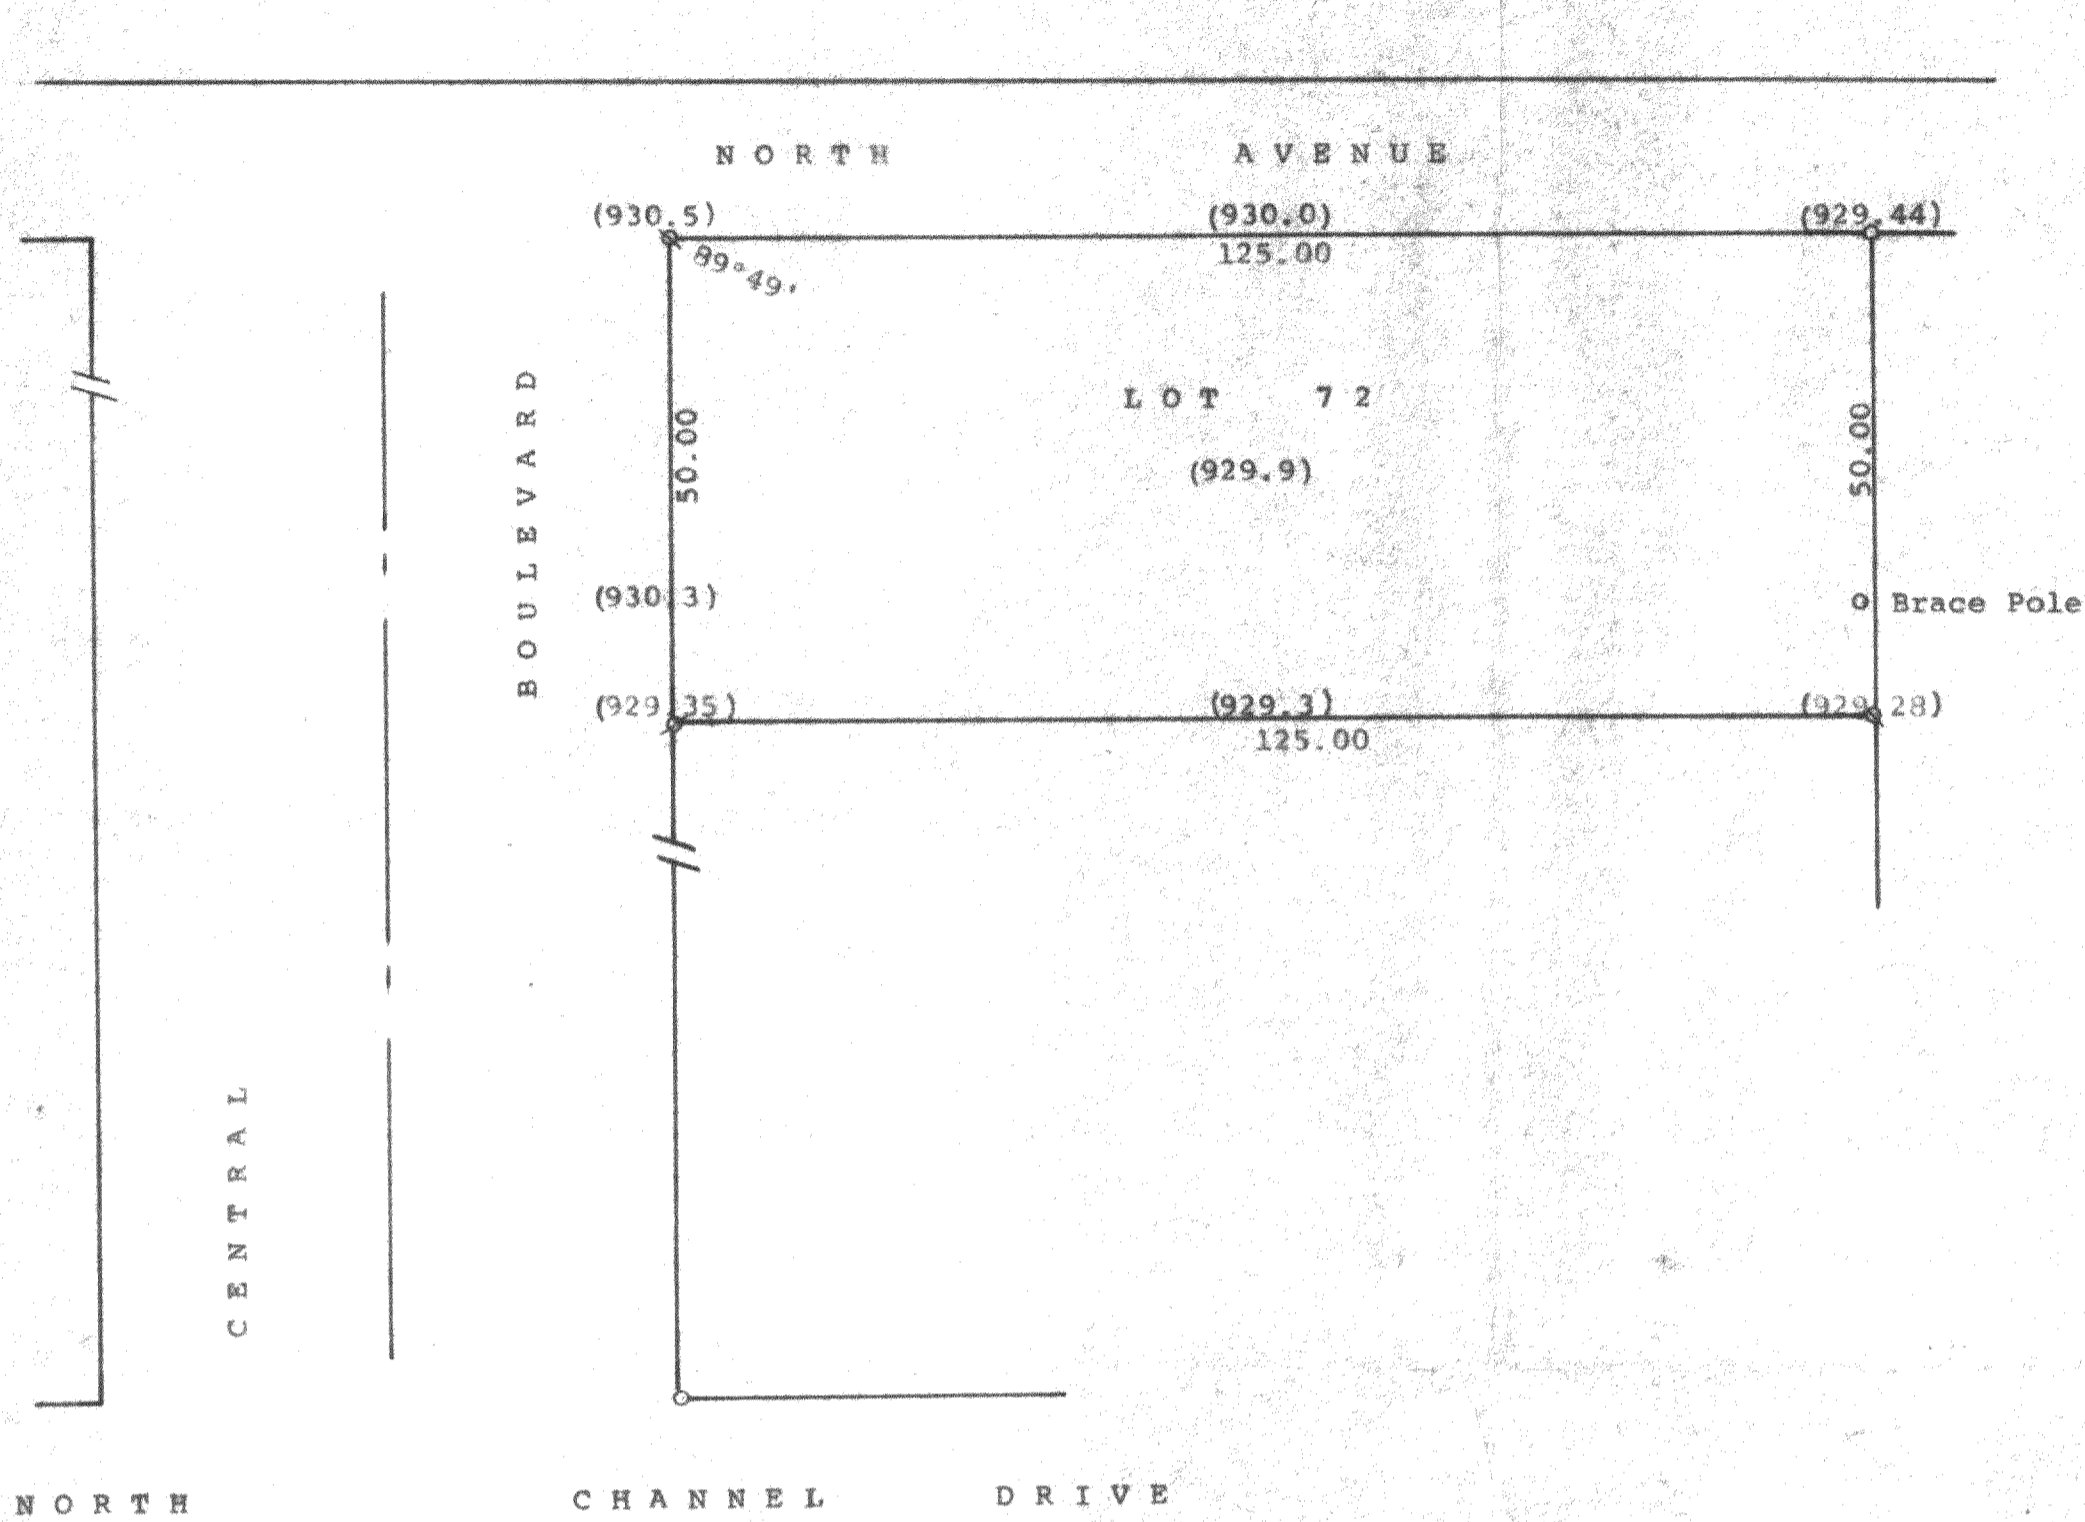 NORTH AVENUE
(930.5) (930.0) (929.44)
125.00
89°49'
BOULEVARD
LOT 72
50.00
50.00
(929.9)
(930.3)
Brace Pole
(929.35) (929.3) (929.28)
125.00
CENTRAL
NORTH CHANNEL DRIVE